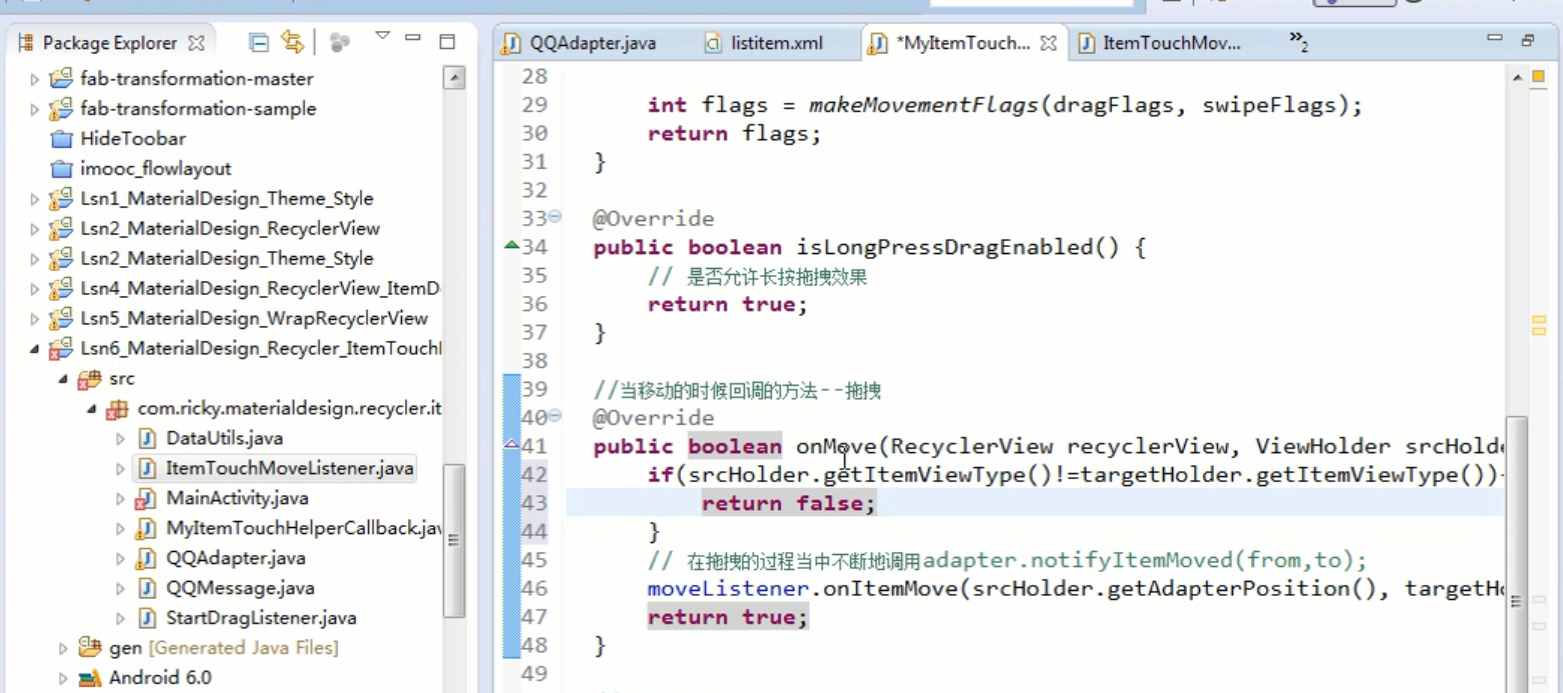 Package Explorer
fab-transformation-master
fab-transformation-sample
HideToobar
imooc_flowlayout
Lsn1_MaterialDesign_Theme_Style
Lsn2_MaterialDesign_RecyclerView
Lsn2_MaterialDesign_Theme_Style
Lsn4_MaterialDesign_RecyclerView_ItemD
Lsn5_MaterialDesign_WrapRecyclerView
Lsn6_MaterialDesign_Recycler_ItemTouchI
src
com.ricky.materialdesign.recycler.it
DataUtils.java
ItemTouchMoveListener.java
MainActivity.java
MyItemTouchHelperCallback.jav
QQAdapter.java
QQMessage.java
StartDragListener.java
gen [Generated Java Files]
Android 6.0
QQAdapter.java listitem.xml *MyItemTouch... ItemTouchMov... »2
28
29 int flags = makeMovementFlags(dragFlags, swipeFlags);
30 return flags;
31 }
32
33 @Override
34 public boolean isLongPressDragEnabled() {
35 // 是否允许长按拖拽效果
36 return true;
37 }
38
39 //当移动的时候回调的方法--拖拽
40 @Override
41 public boolean onMove(RecyclerView recyclerView, ViewHolder srcHolde
42 if(srcHolder.getItemViewType()!=targetHolder.getItemViewType())
43 return false;
44 }
45 // 在拖拽的过程当中不断地调用adapter.notifyItemMoved(from,to);
46 moveListener.onItemMove(srcHolder.getAdapterPosition(), targetHo
47 return true;
48 }
49